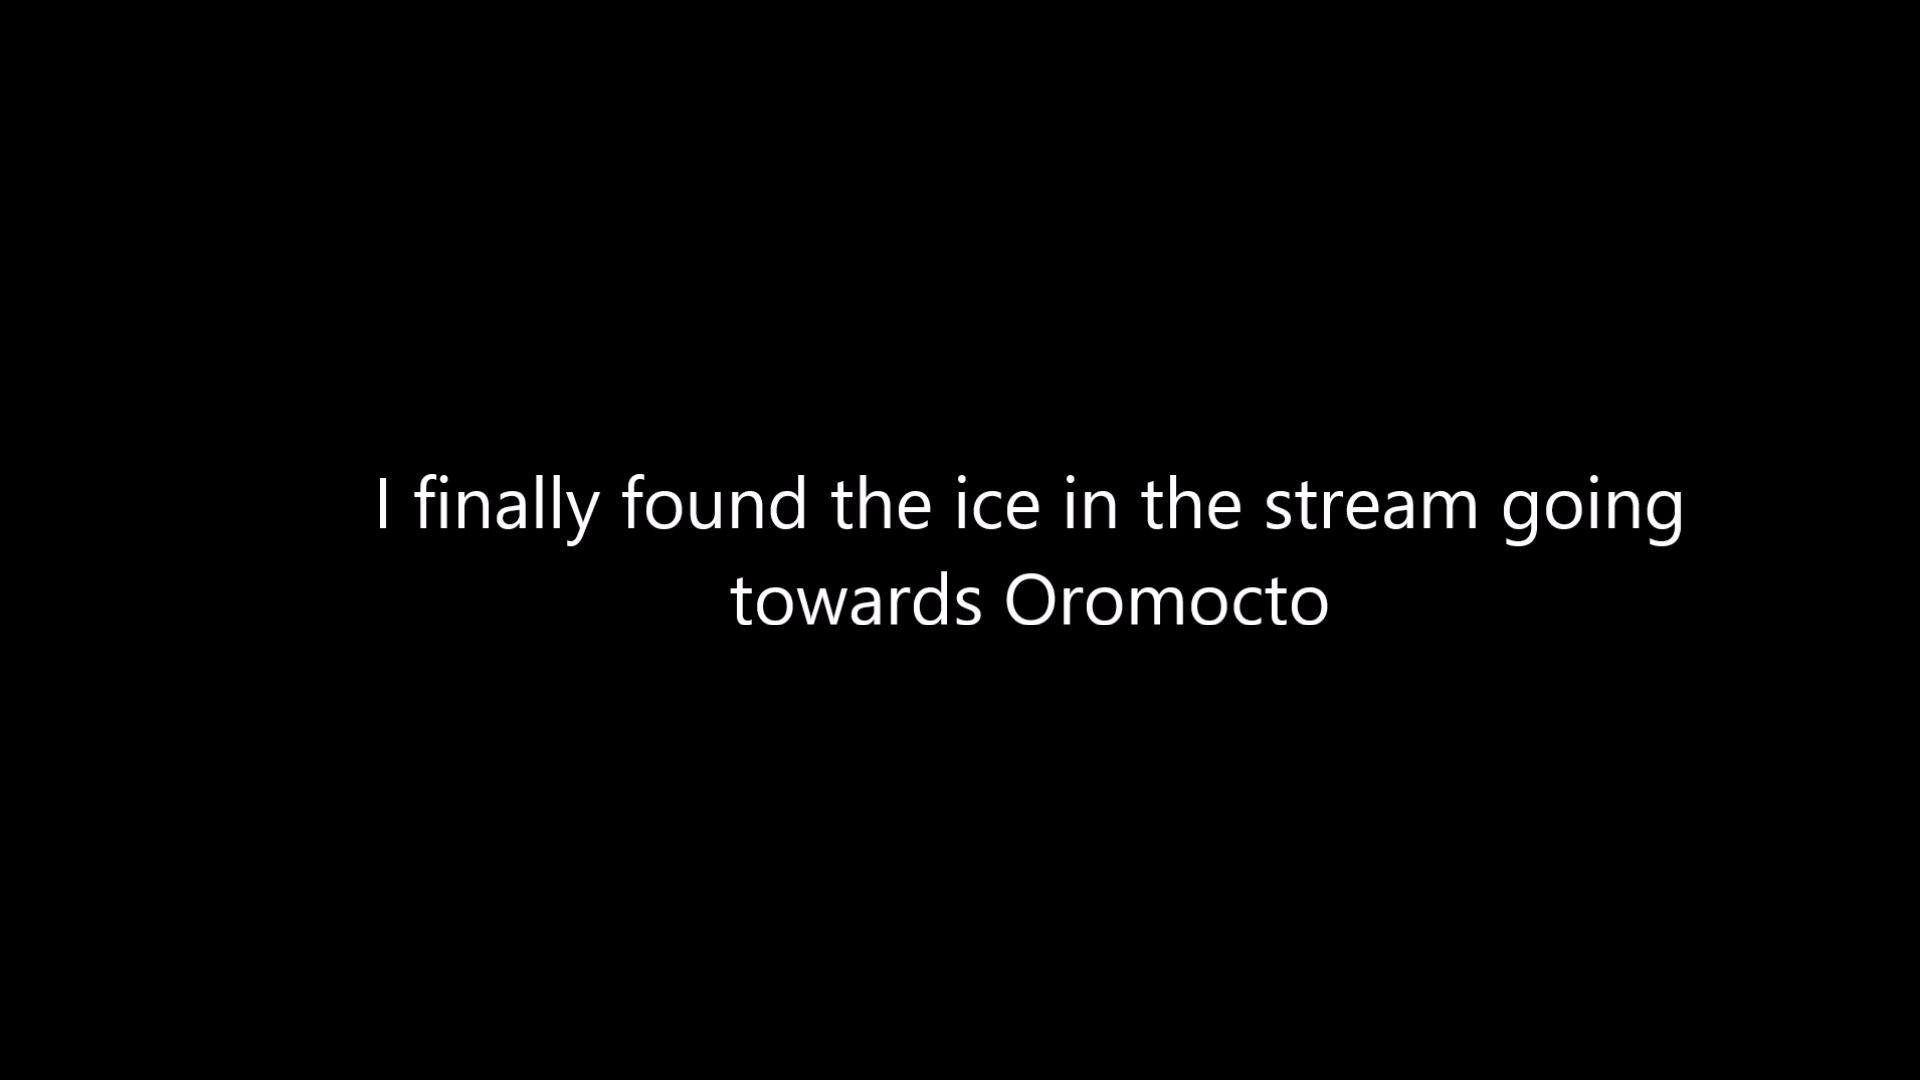 I finally found the ice in the stream going
towards Oromocto